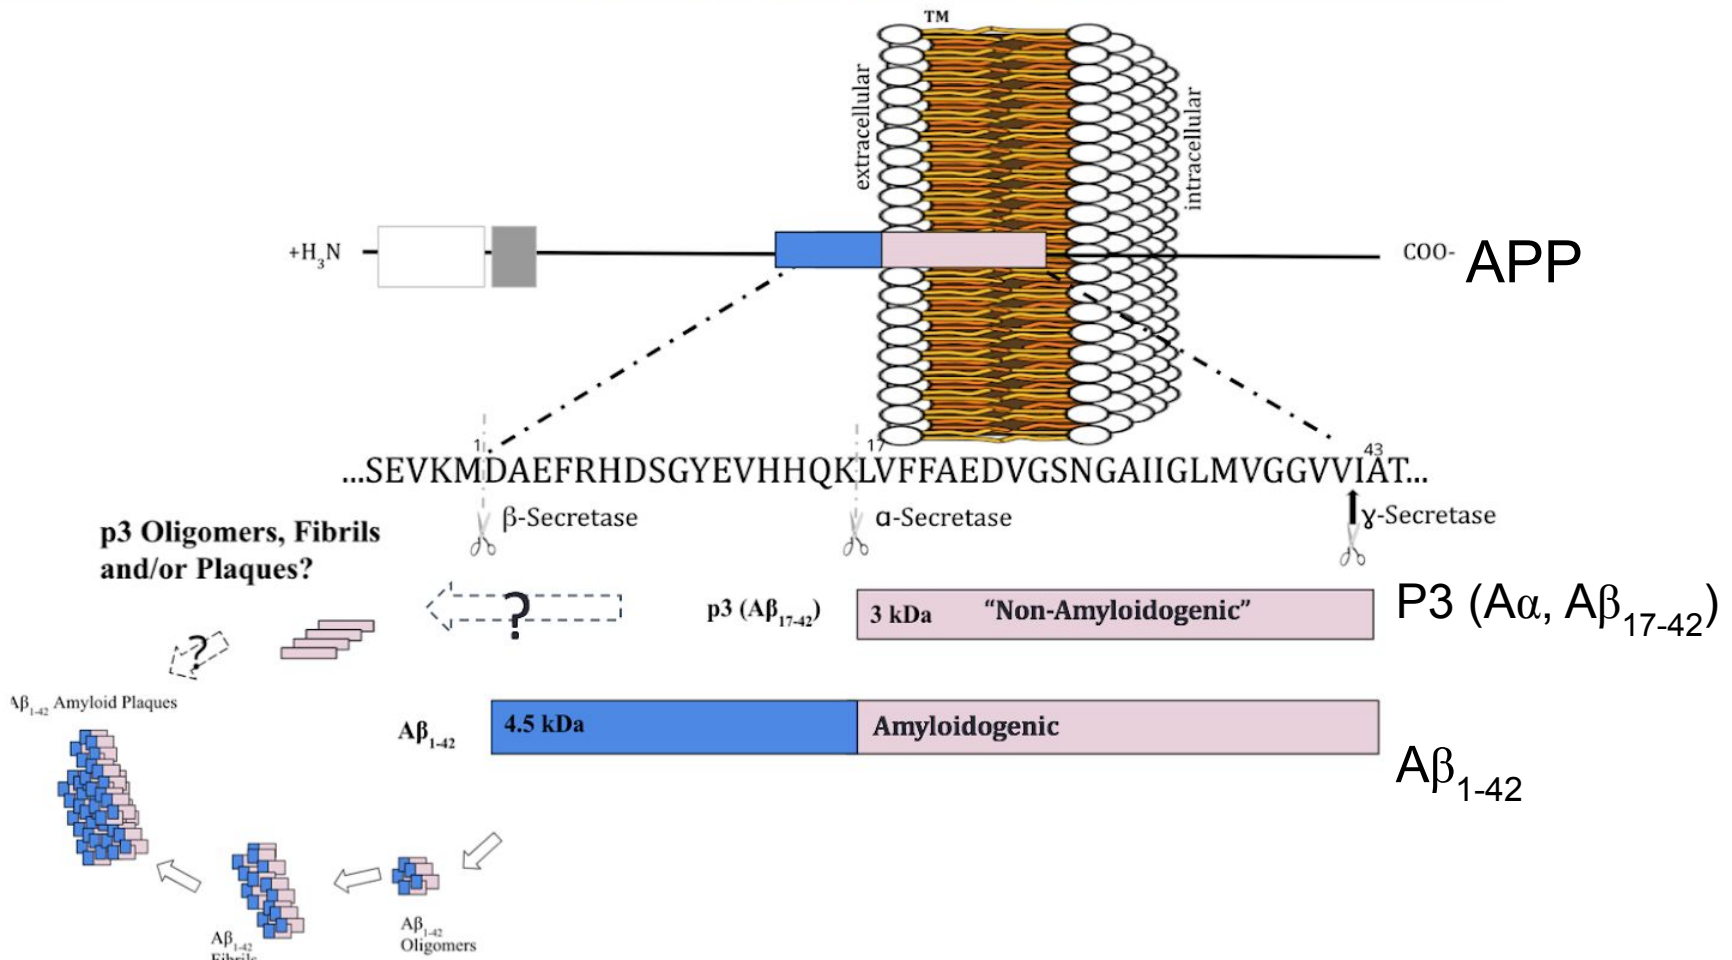 TM
extracellular
intracellular
+H3N
COO-
APP
1
17
43
...SEVKMDAEFRHDSGYEVHHQKLVFFAEDVGSNGAIIGLMVGGVVIAT...
β-Secretase
α-Secretase
γ-Secretase
p3 Oligomers, Fibrils
and/or Plaques?
?
p3 (Aβ17-42)
3 kDa
“Non-Amyloidogenic”
P3 (Aα, Aβ17-42)
?
Aβ1-42 Amyloid Plaques
Aβ1-42
4.5 kDa
Amyloidogenic
Aβ1-42
Aβ1-42
Oligomers
Aβ1-42
Fibrils